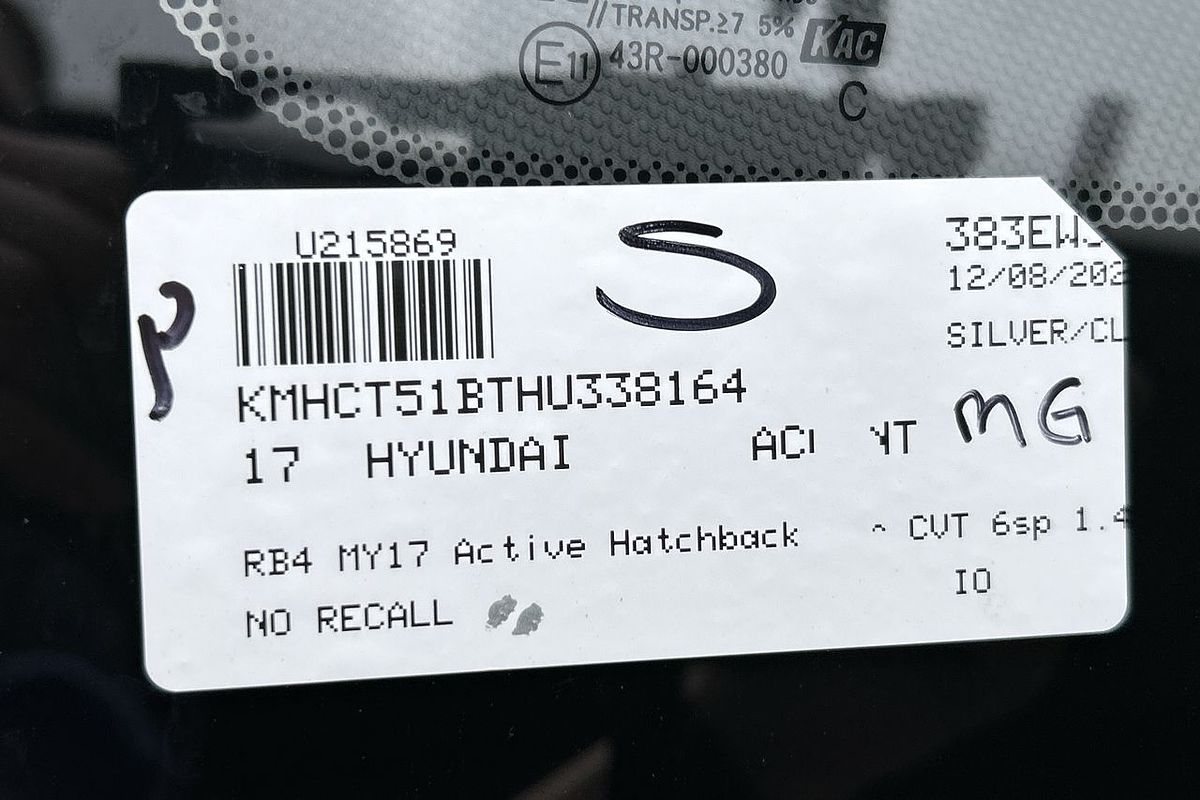 //TRANSP.≥7 5%
E11 43R-000380 KAC
C
U215869
S
383EWJ
12/08/202
SILVER/CL
P
KMHCT51BTHU338164
MG
17 HYUNDAI
RB4 MY17 Active Hatchback
CVT 6sp 1.4
IO
NO RECALL